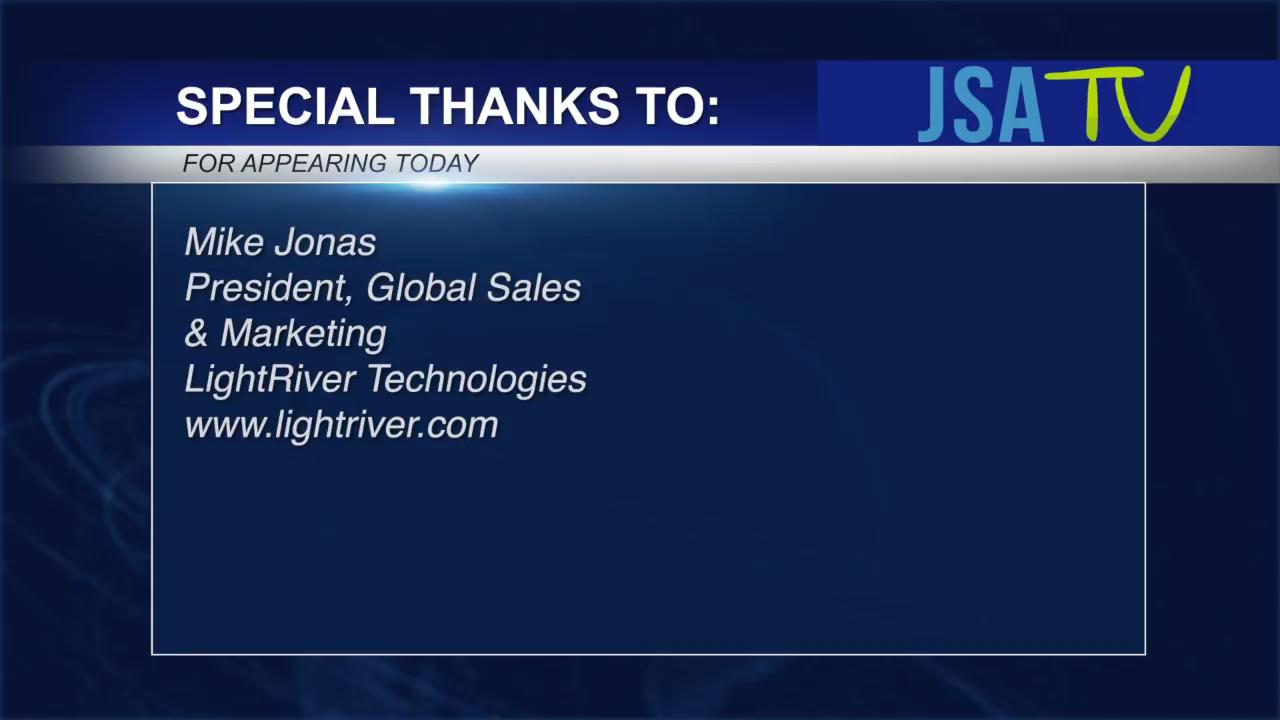 SPECIAL THANKS TO:
JSA TV
FOR APPEARING TODAY
Mike Jonas
President, Global Sales
& Marketing
LightRiver Technologies
www.lightriver.com